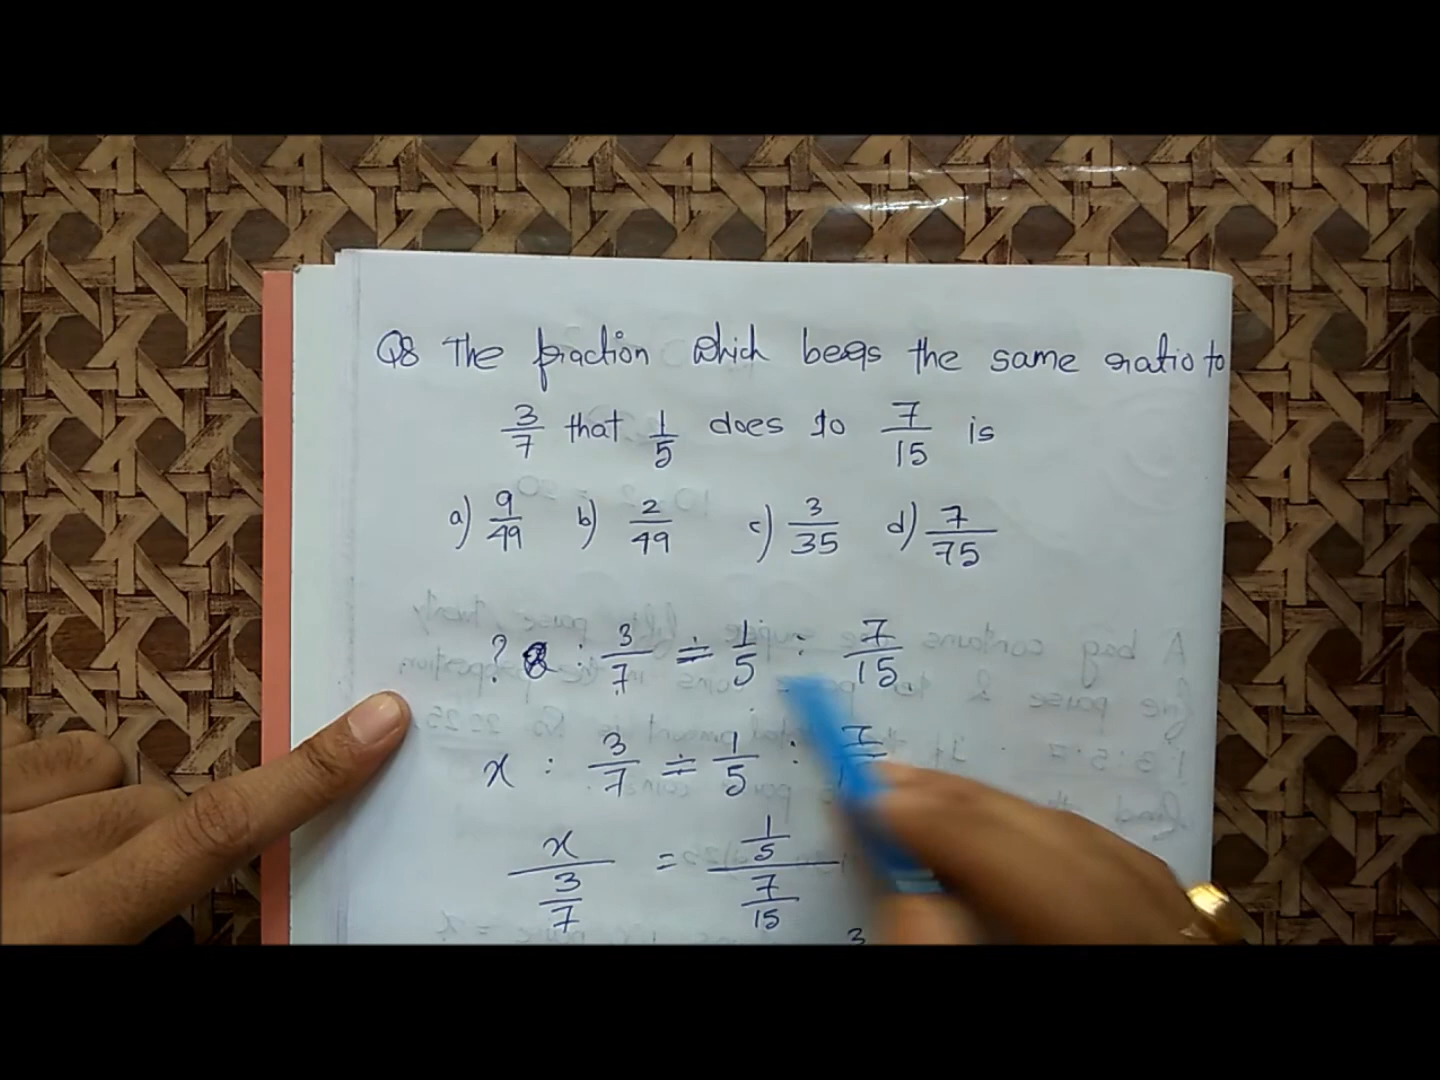 Q8 The fraction which bears the same ratio to
3/7 that 1/5 does to 7/15 is
a) 9/49 b) 2/49 c) 3/35 d) 7/75
? : 3/7 = 1/5 : 7/15
x : 3/7 = 1/5 : 7
x / (3/7) = (1/5) / (7/15)
3